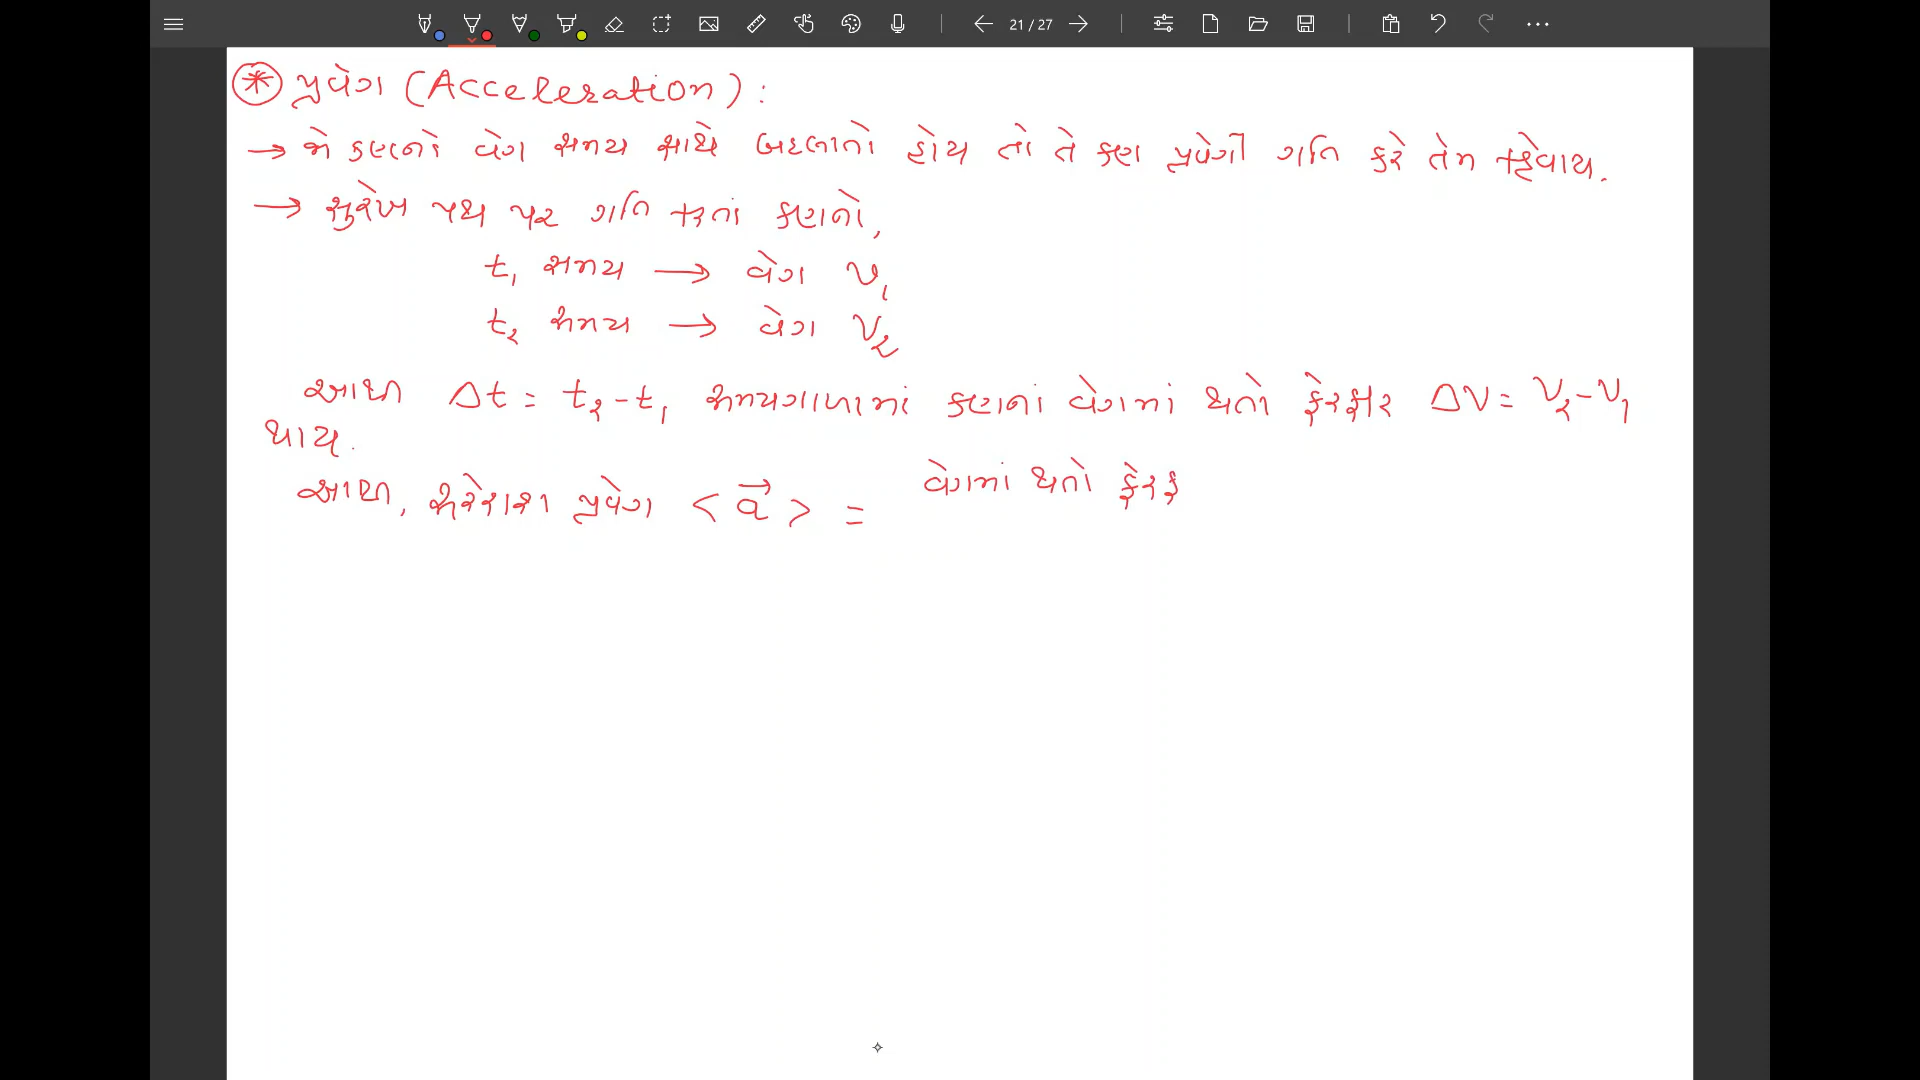 21 / 27
* પ્રવેગ (Acceleration) :
→ જે કણનો વેગ સમય સાથે બદલાતો હોય તો તે કણ પ્રવેગી ગતિ કરે તેમ કહેવાય.
→ સુરેખ પથ પર ગતિ કરતાં કણનો,
t₁ સમય → વેગ v₁
t₂ સમય → વેગ v₂
આથી Δt = t₂ - t₁ સમયગાળામાં કણનાં વેગમાં થતો ફેરફાર Δv = v₂ - v₁
થાય.
આથી, સરેરાશ પ્રવેગ < a⃗ > = વેગમાં થતો ફેરફ